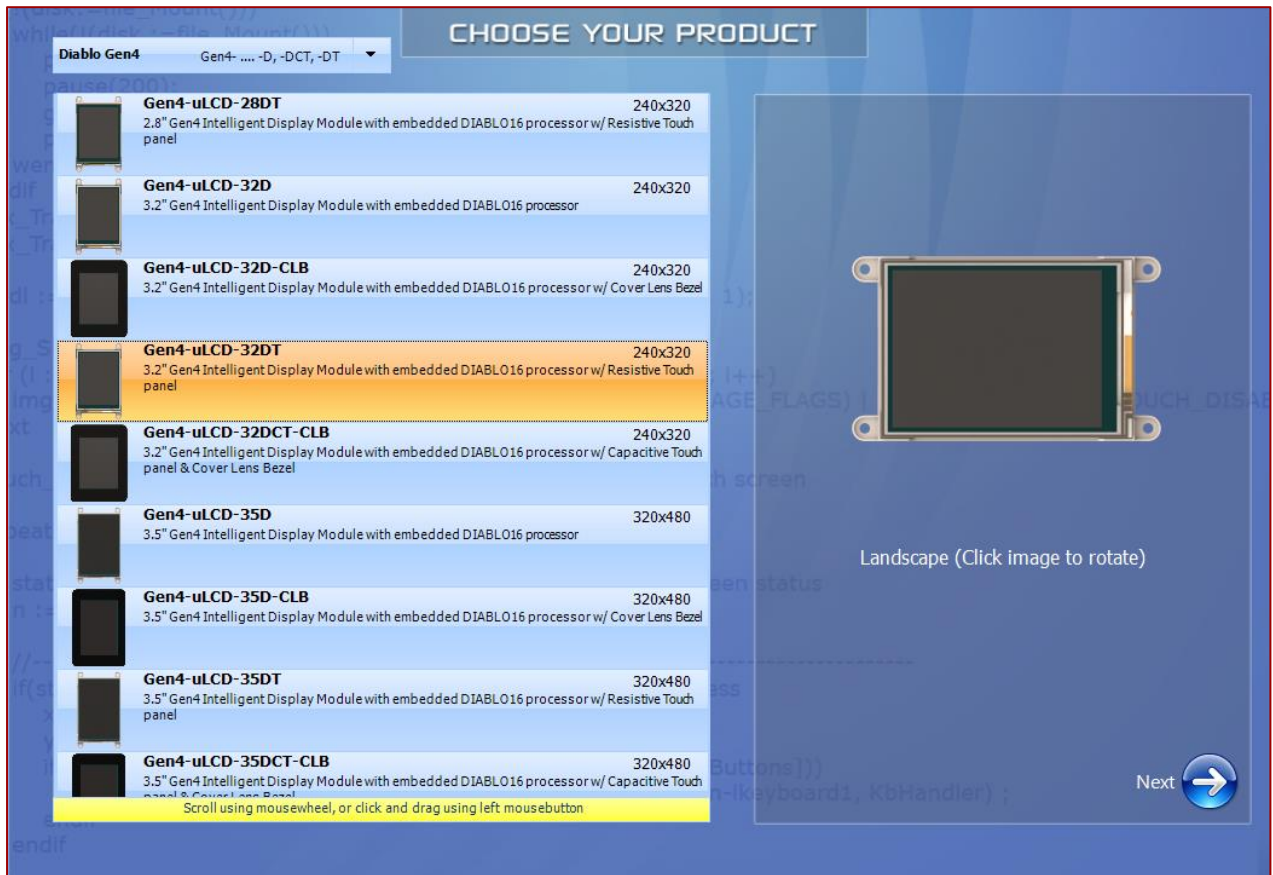 CHOOSE YOUR PRODUCT
Diablo Gen4 Gen4- .... -D, -DCT, -DT
Gen4-uLCD-28DT 240x320
2.8" Gen4 Intelligent Display Module with embedded DIABLO16 processor w/ Resistive Touch
panel
Gen4-uLCD-32D 240x320
3.2" Gen4 Intelligent Display Module with embedded DIABLO16 processor
Gen4-uLCD-32D-CLB 240x320
3.2" Gen4 Intelligent Display Module with embedded DIABLO16 processor w/ Cover Lens Bezel
Gen4-uLCD-32DT 240x320
3.2" Gen4 Intelligent Display Module with embedded DIABLO16 processor w/ Resistive Touch
panel
Gen4-uLCD-32DCT-CLB 240x320
3.2" Gen4 Intelligent Display Module with embedded DIABLO16 processor w/ Capacitive Touch
panel & Cover Lens Bezel
Gen4-uLCD-35D 320x480
3.5" Gen4 Intelligent Display Module with embedded DIABLO16 processor
Gen4-uLCD-35D-CLB 320x480
3.5" Gen4 Intelligent Display Module with embedded DIABLO16 processor w/ Cover Lens Bezel
Gen4-uLCD-35DT 320x480
3.5" Gen4 Intelligent Display Module with embedded DIABLO16 processor w/ Resistive Touch
panel
Gen4-uLCD-35DCT-CLB 320x480
3.5" Gen4 Intelligent Display Module with embedded DIABLO16 processor w/ Capacitive Touch
panel & Cover Lens Bezel
Scroll using mousewheel, or click and drag using left mousebutton
Landscape (Click image to rotate)
Next